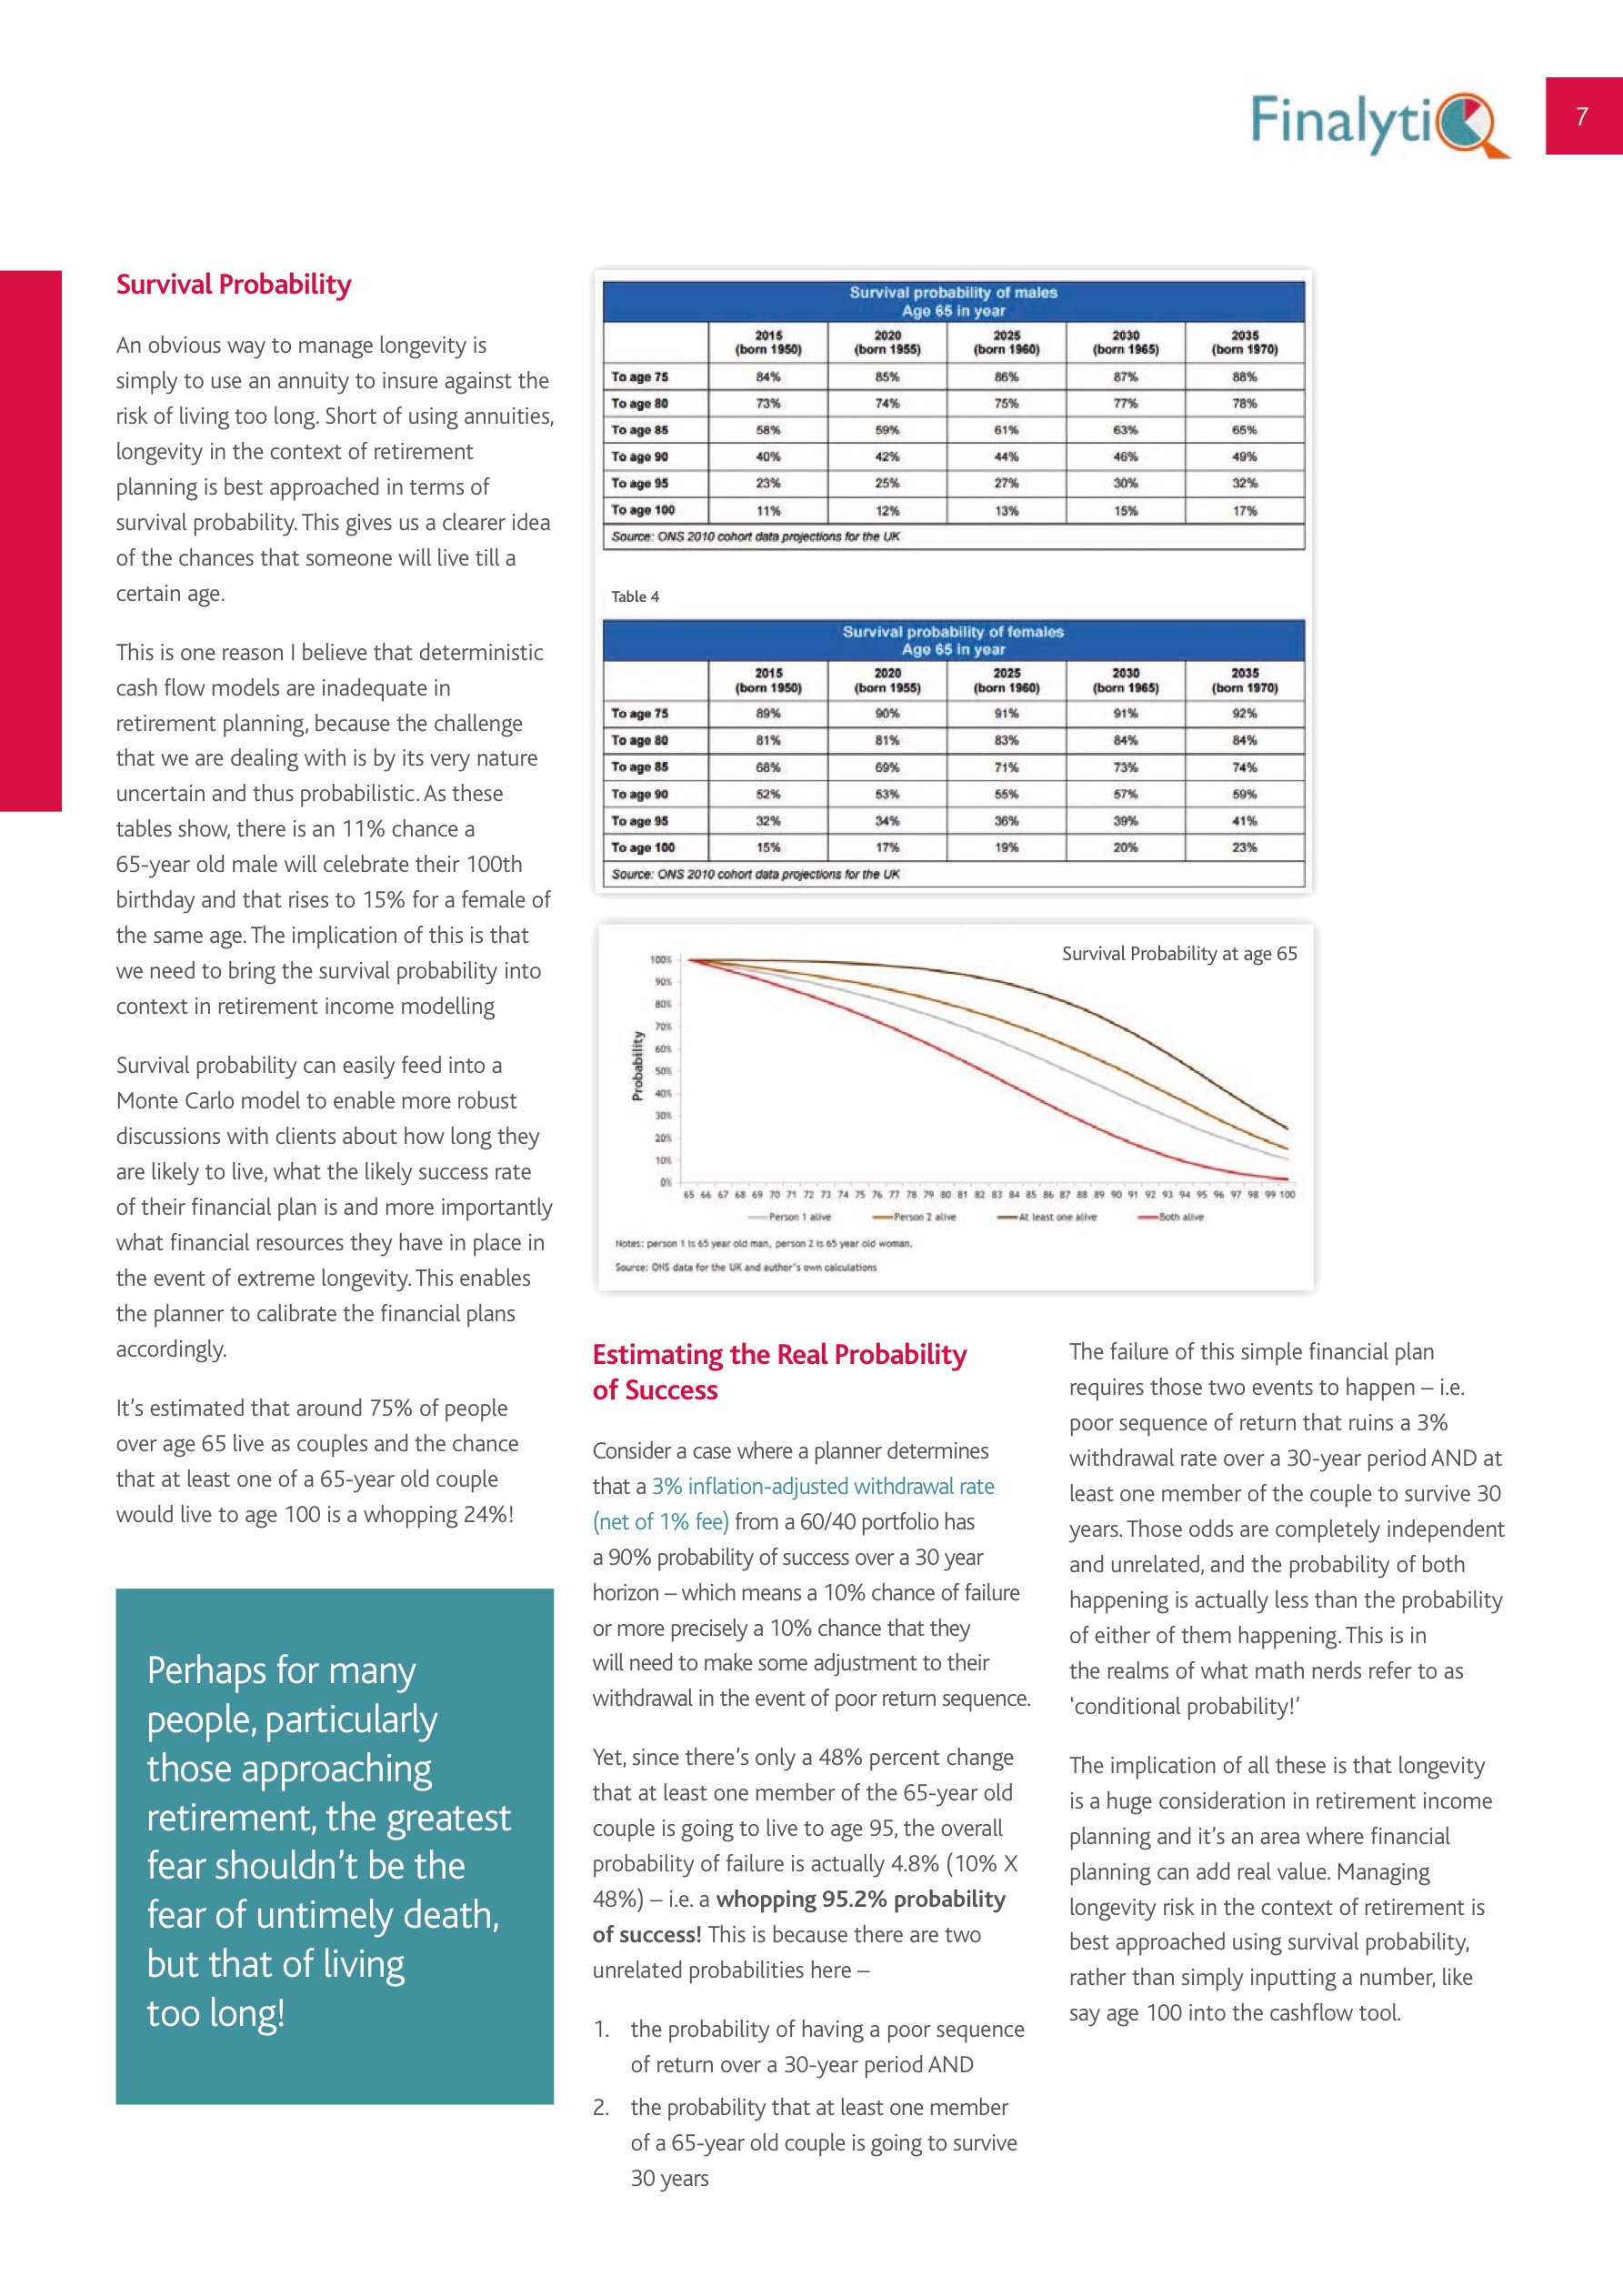 FinalytiQ
7
Survival Probability
An obvious way to manage longevity is
simply to use an annuity to insure against the
risk of living too long. Short of using annuities,
longevity in the context of retirement
planning is best approached in terms of
survival probability. This gives us a clearer idea
of the chances that someone will live till a
certain age.
This is one reason I believe that deterministic
cash flow models are inadequate in
retirement planning, because the challenge
that we are dealing with is by its very nature
uncertain and thus probabilistic. As these
tables show, there is an 11% chance a
65-year old male will celebrate their 100th
birthday and that rises to 15% for a female of
the same age. The implication of this is that
we need to bring the survival probability into
context in retirement income modelling
Survival probability can easily feed into a
Monte Carlo model to enable more robust
discussions with clients about how long they
are likely to live, what the likely success rate
of their financial plan is and more importantly
what financial resources they have in place in
the event of extreme longevity. This enables
the planner to calibrate the financial plans
accordingly.
It's estimated that around 75% of people
over age 65 live as couples and the chance
that at least one of a 65-year old couple
would live to age 100 is a whopping 24%!
Perhaps for many
people, particularly
those approaching
retirement, the greatest
fear shouldn't be the
fear of untimely death,
but that of living
too long!
Survival probability of males
Age 65 in year
2015 2020 2025 2030 2035
(born 1950) (born 1955) (born 1960) (born 1965) (born 1970)
To age 75 84% 85% 86% 87% 88%
To age 80 73% 74% 75% 77% 78%
To age 85 58% 59% 61% 63% 65%
To age 90 40% 42% 44% 46% 49%
To age 95 23% 25% 27% 30% 32%
To age 100 11% 12% 13% 15% 17%
Source: ONS 2010 cohort data projections for the UK
Table 4
Survival probability of females
Age 65 in year
2015 2020 2025 2030 2035
(born 1950) (born 1955) (born 1960) (born 1965) (born 1970)
To age 75 89% 90% 91% 91% 92%
To age 80 81% 81% 83% 84% 84%
To age 85 68% 69% 71% 73% 74%
To age 90 52% 53% 55% 57% 59%
To age 95 32% 34% 36% 39% 41%
To age 100 15% 17% 19% 20% 23%
Source: ONS 2010 cohort data projections for the UK
Survival Probability at age 65
Probability
100%
90%
80%
70%
60%
50%
40%
30%
20%
10%
0%
65 66 67 68 69 70 71 72 73 74 75 76 77 78 79 80 81 82 83 84 85 86 87 88 89 90 91 92 93 94 95 96 97 98 99 100
Person 1 alive Person 2 alive At least one alive Both alive
Notes: person 1 is 65 year old man, person 2 is 65 year old woman.
Source: ONS data for the UK and author's own calculations
Estimating the Real Probability
of Success
Consider a case where a planner determines
that a 3% inflation-adjusted withdrawal rate
(net of 1% fee) from a 60/40 portfolio has
a 90% probability of success over a 30 year
horizon – which means a 10% chance of failure
or more precisely a 10% chance that they
will need to make some adjustment to their
withdrawal in the event of poor return sequence.
Yet, since there's only a 48% percent change
that at least one member of the 65-year old
couple is going to live to age 95, the overall
probability of failure is actually 4.8% (10% X
48%) – i.e. a whopping 95.2% probability
of success! This is because there are two
unrelated probabilities here –
1. the probability of having a poor sequence
of return over a 30-year period AND
2. the probability that at least one member
of a 65-year old couple is going to survive
30 years
The failure of this simple financial plan
requires those two events to happen – i.e.
poor sequence of return that ruins a 3%
withdrawal rate over a 30-year period AND at
least one member of the couple to survive 30
years. Those odds are completely independent
and unrelated, and the probability of both
happening is actually less than the probability
of either of them happening. This is in
the realms of what math nerds refer to as
'conditional probability!'
The implication of all these is that longevity
is a huge consideration in retirement income
planning and it's an area where financial
planning can add real value. Managing
longevity risk in the context of retirement is
best approached using survival probability,
rather than simply inputting a number, like
say age 100 into the cashflow tool.